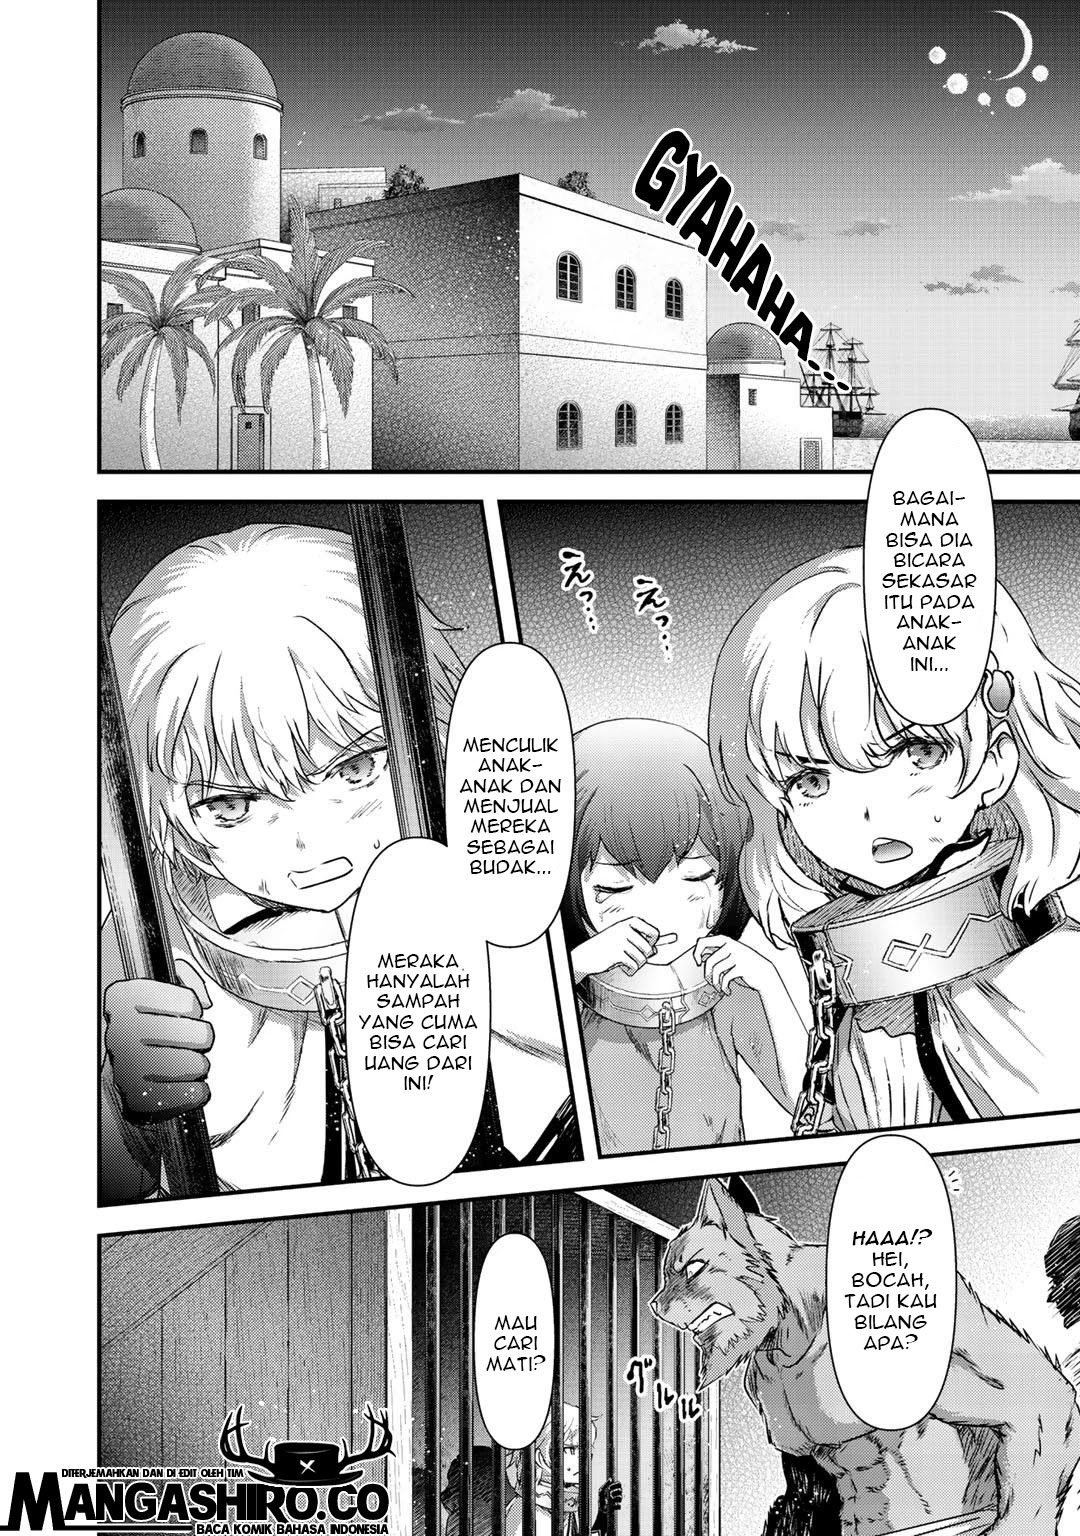 GYAHAHAHA...
BAGAI-
MANA
BISA DIA
BICARA
SEKASAR
ITU PADA
ANAK-
ANAK
INI...
えっ…
えっ…
MENCULIK
ANAK-
ANAK DAN
MENJUAL
MEREKA
SEBAGAI
BUDAK...
MERAKA
HANYALAH
SAMPAH
YANG CUMA
BISA CARI
UANG DARI
INI!
HAAA!?
HEI,
BOCAH,
TADI KAU
BILANG
APA?
グルルル
MAU
CARI
MATI?
DITERJEMAHKAN DAN DI EDIT OLEH TIM
MANGASHIRO.CO
BACA KOMIK BAHASA INDONESIA